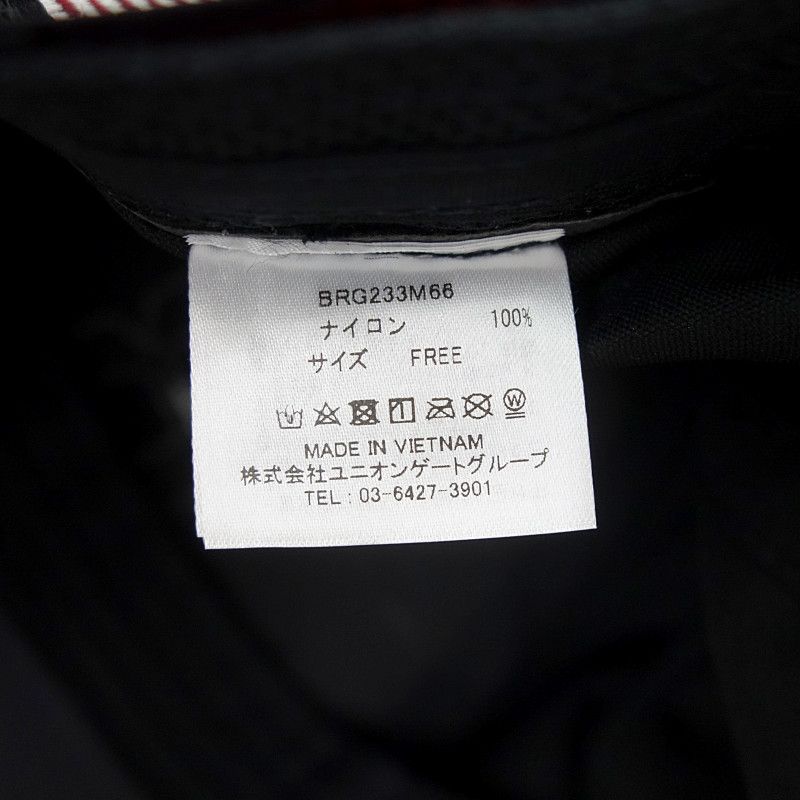 BRG233M66
ナイロン 100%
サイズ FREE
W
MADE IN VIETNAM
株式会社ユニオンゲートグループ
TEL : 03-6427-3901